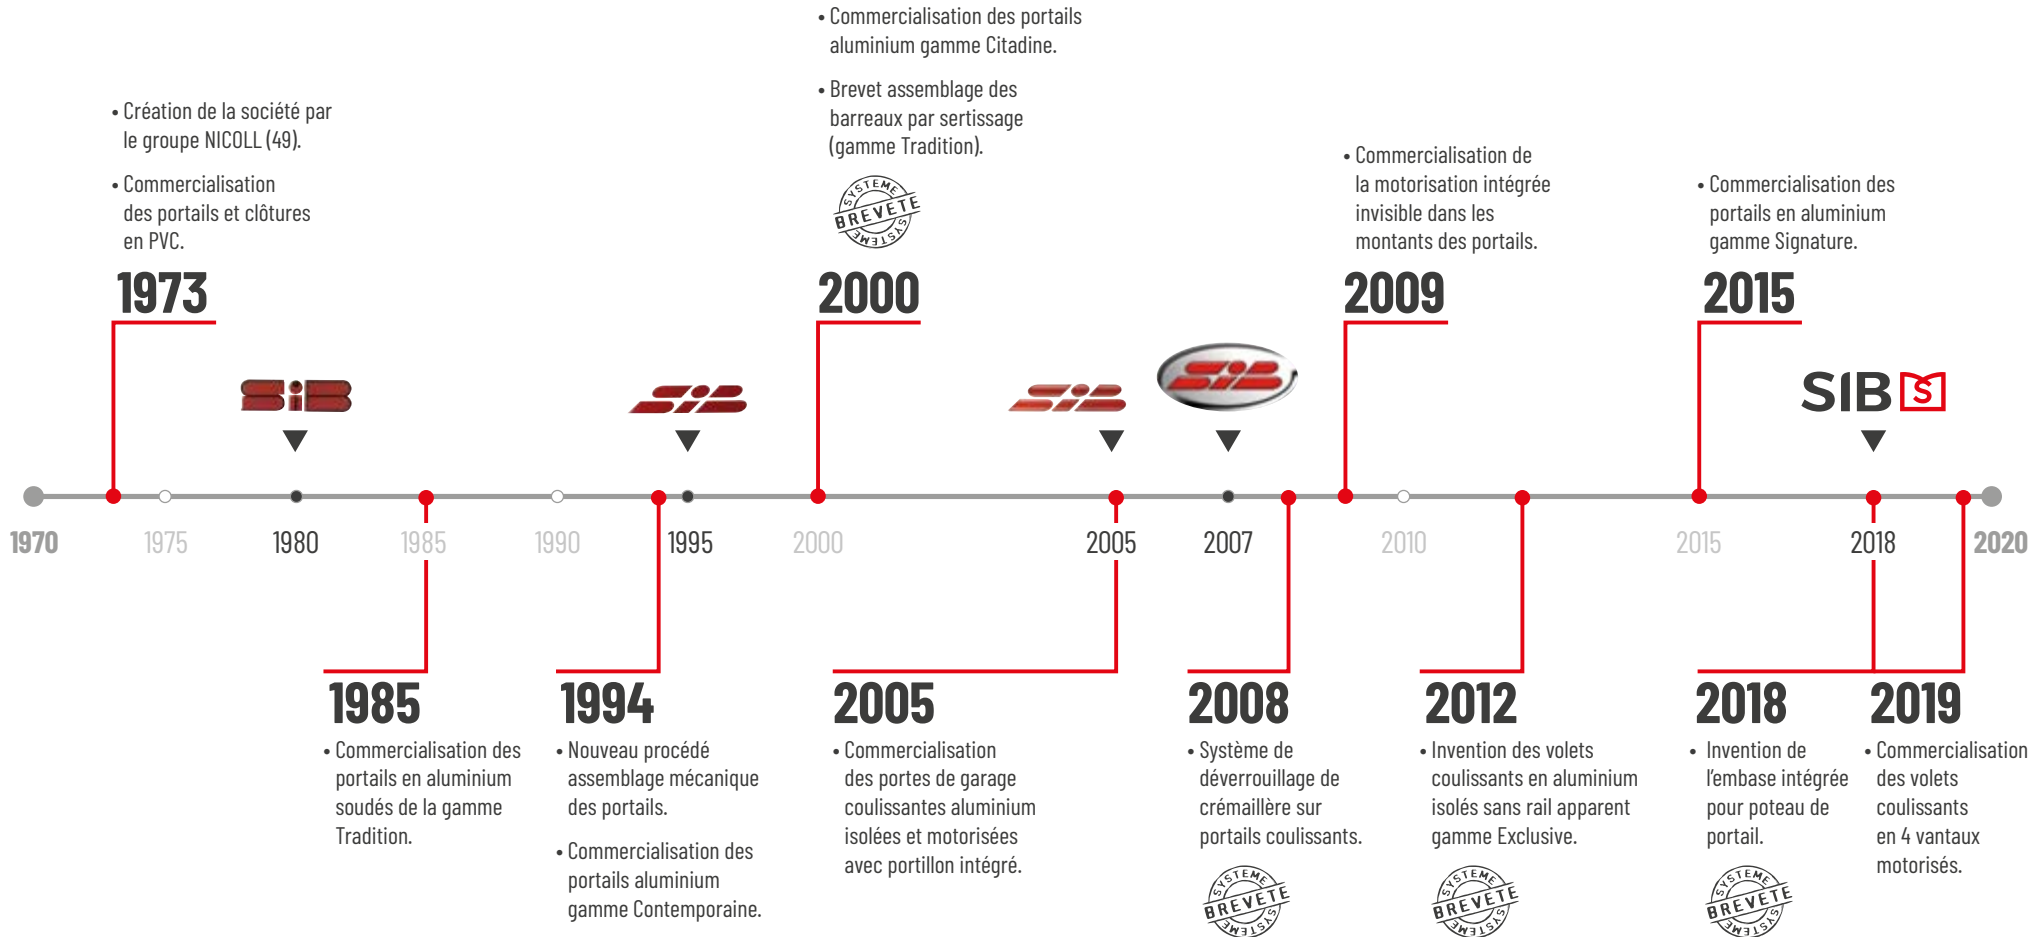 • Création de la société par
le groupe NICOLL (49).
• Commercialisation
des portails et clôtures
en PVC.
1973
• Commercialisation des portails
aluminium gamme Citadine.
• Brevet assemblage des
barreaux par sertissage
(gamme Tradition).
SYSTEME
BREVETE
SYSTEME
2000
• Commercialisation de
la motorisation intégrée
invisible dans les
montants des portails.
2009
• Commercialisation des
portails en aluminium
gamme Signature.
2015
SiB
SiB
SiB
SiB
SIB S
1970
1975
1980
1985
1990
1995
2000
2005
2007
2010
2015
2018
2020
1985
• Commercialisation des
portails en aluminium
soudés de la gamme
Tradition.
1994
• Nouveau procédé
assemblage mécanique
des portails.
• Commercialisation des
portails aluminium
gamme Contemporaine.
2005
• Commercialisation
des portes de garage
coulissantes aluminium
isolées et motorisées
avec portillon intégré.
2008
• Système de
déverrouillage de
crémaillère sur
portails coulissants.
SYSTEME
BREVETE
SYSTEME
2012
• Invention des volets
coulissants en aluminium
isolés sans rail apparent
gamme Exclusive.
SYSTEME
BREVETE
SYSTEME
2018
• Invention de
l'embase intégrée
pour poteau de
portail.
SYSTEME
BREVETE
SYSTEME
2019
• Commercialisation
des volets
coulissants
en 4 vantaux
motorisés.